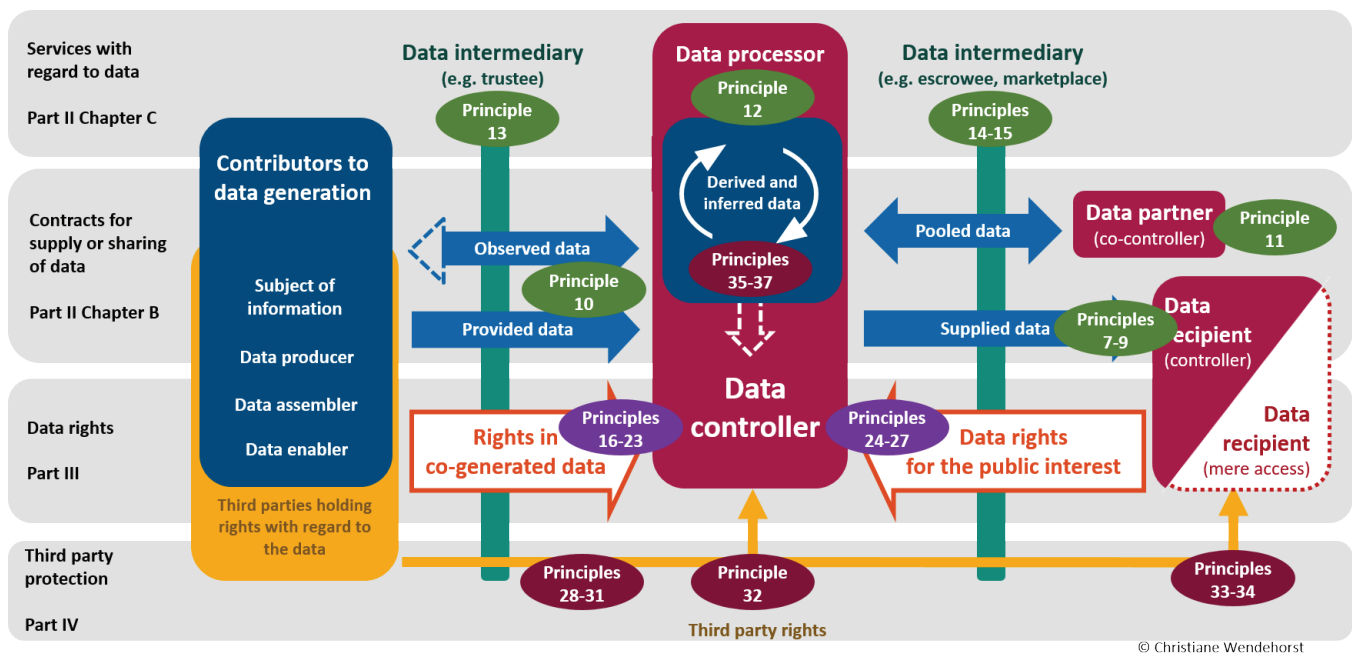 Services with
regard to data
Part II Chapter C
Data intermediary
(e.g. trustee)
Principle
13
Data processor
Principle
12
Data intermediary
(e.g. escrowee, marketplace)
Principles
14-15
Contributors to
data generation
Subject of
information
Data producer
Data assembler
Data enabler
Third parties holding
rights with regard to
the data
Contracts for
supply or sharing
of data
Part II Chapter B
Observed data
Principle
10
Provided data
Derived and
inferred data
Principles
35-37
Data
controller
Pooled data
Data partner
(co-controller)
Principle
11
Supplied data
Principles
7-9
Data
ecipient
(controller)
Data
recipient
(mere access)
Data rights
Part III
Rights in
co-generated data
Principles
16-23
Principles
24-27
Data rights
for the public interest
Third party
protection
Part IV
Principles
28-31
Principle
32
Third party rights
Principles
33-34
© Christiane Wendehorst